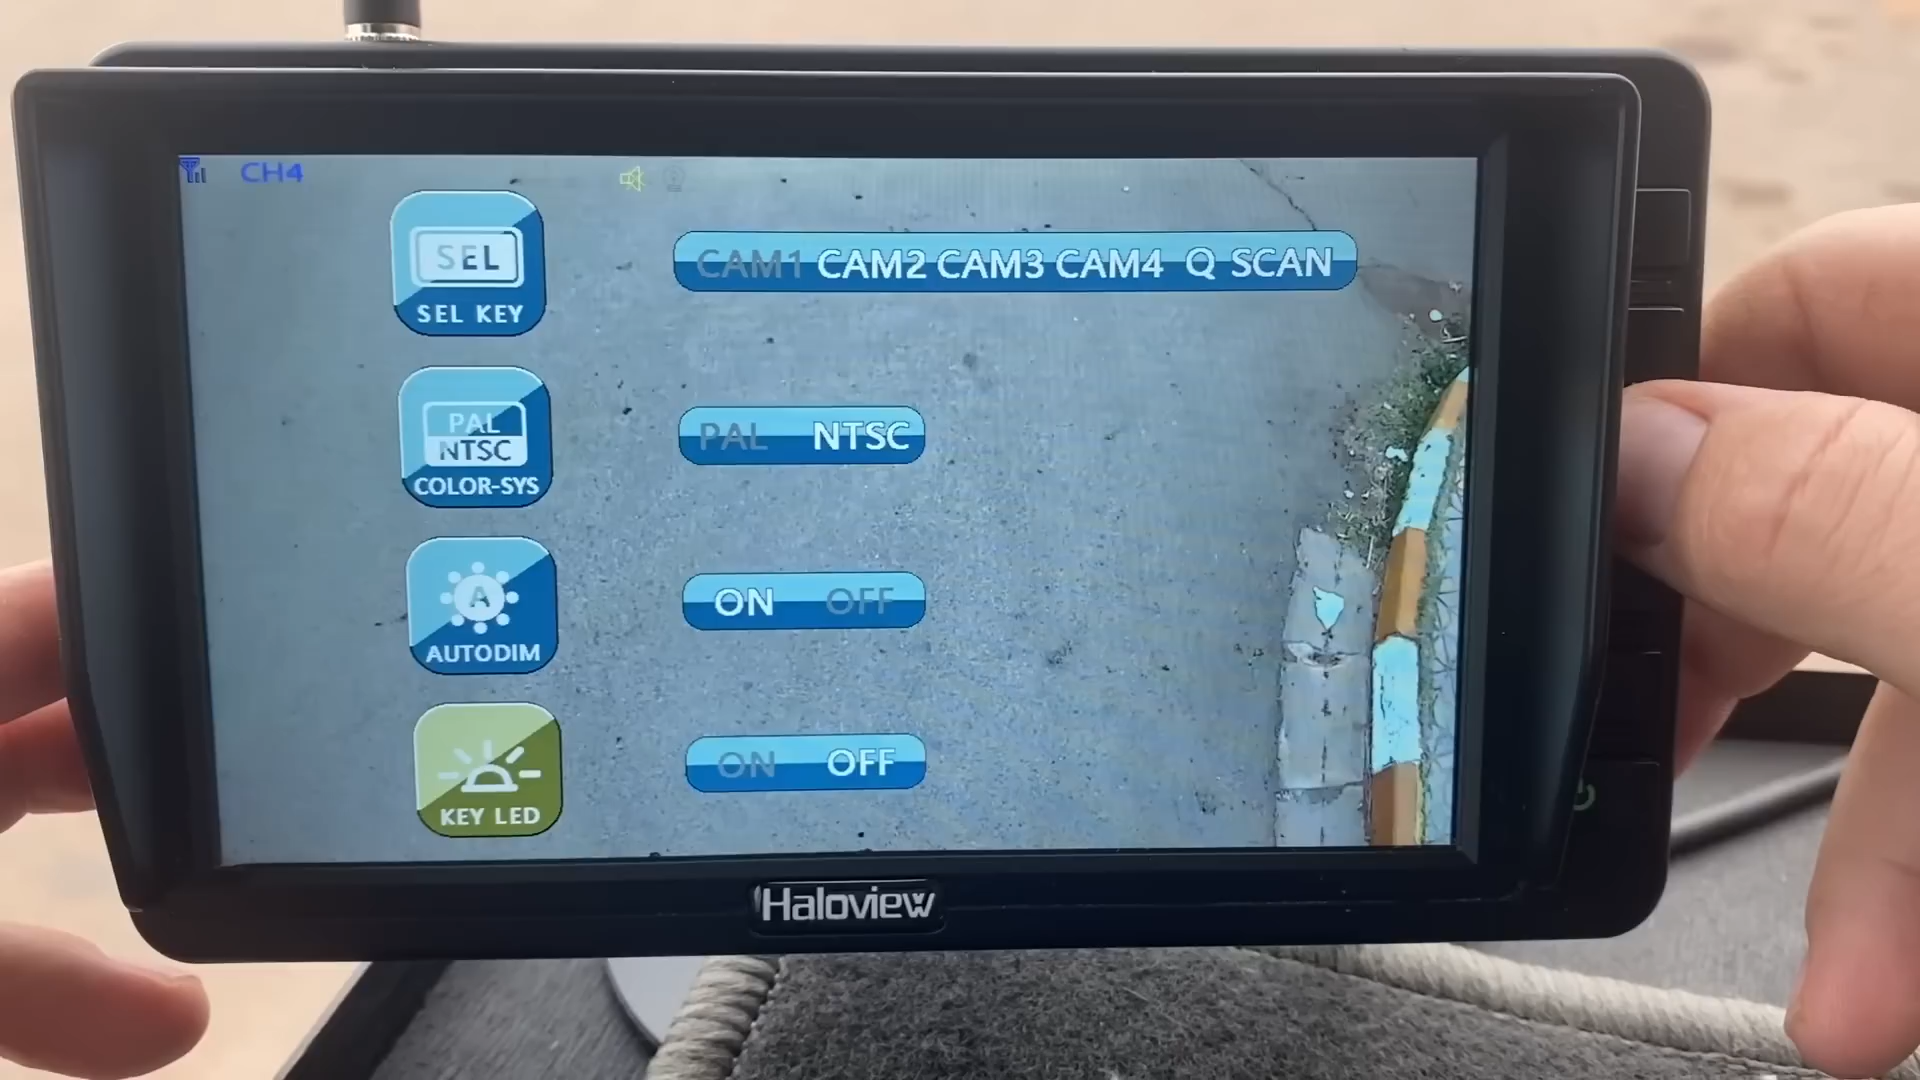 CH4
SEL
SEL KEY
CAM1 CAM2 CAM3 CAM4 Q SCAN
PAL
NTSC
COLOR-SYS
PAL NTSC
A
AUTODIM
ON OFF
KEY LED
ON OFF
Haloview